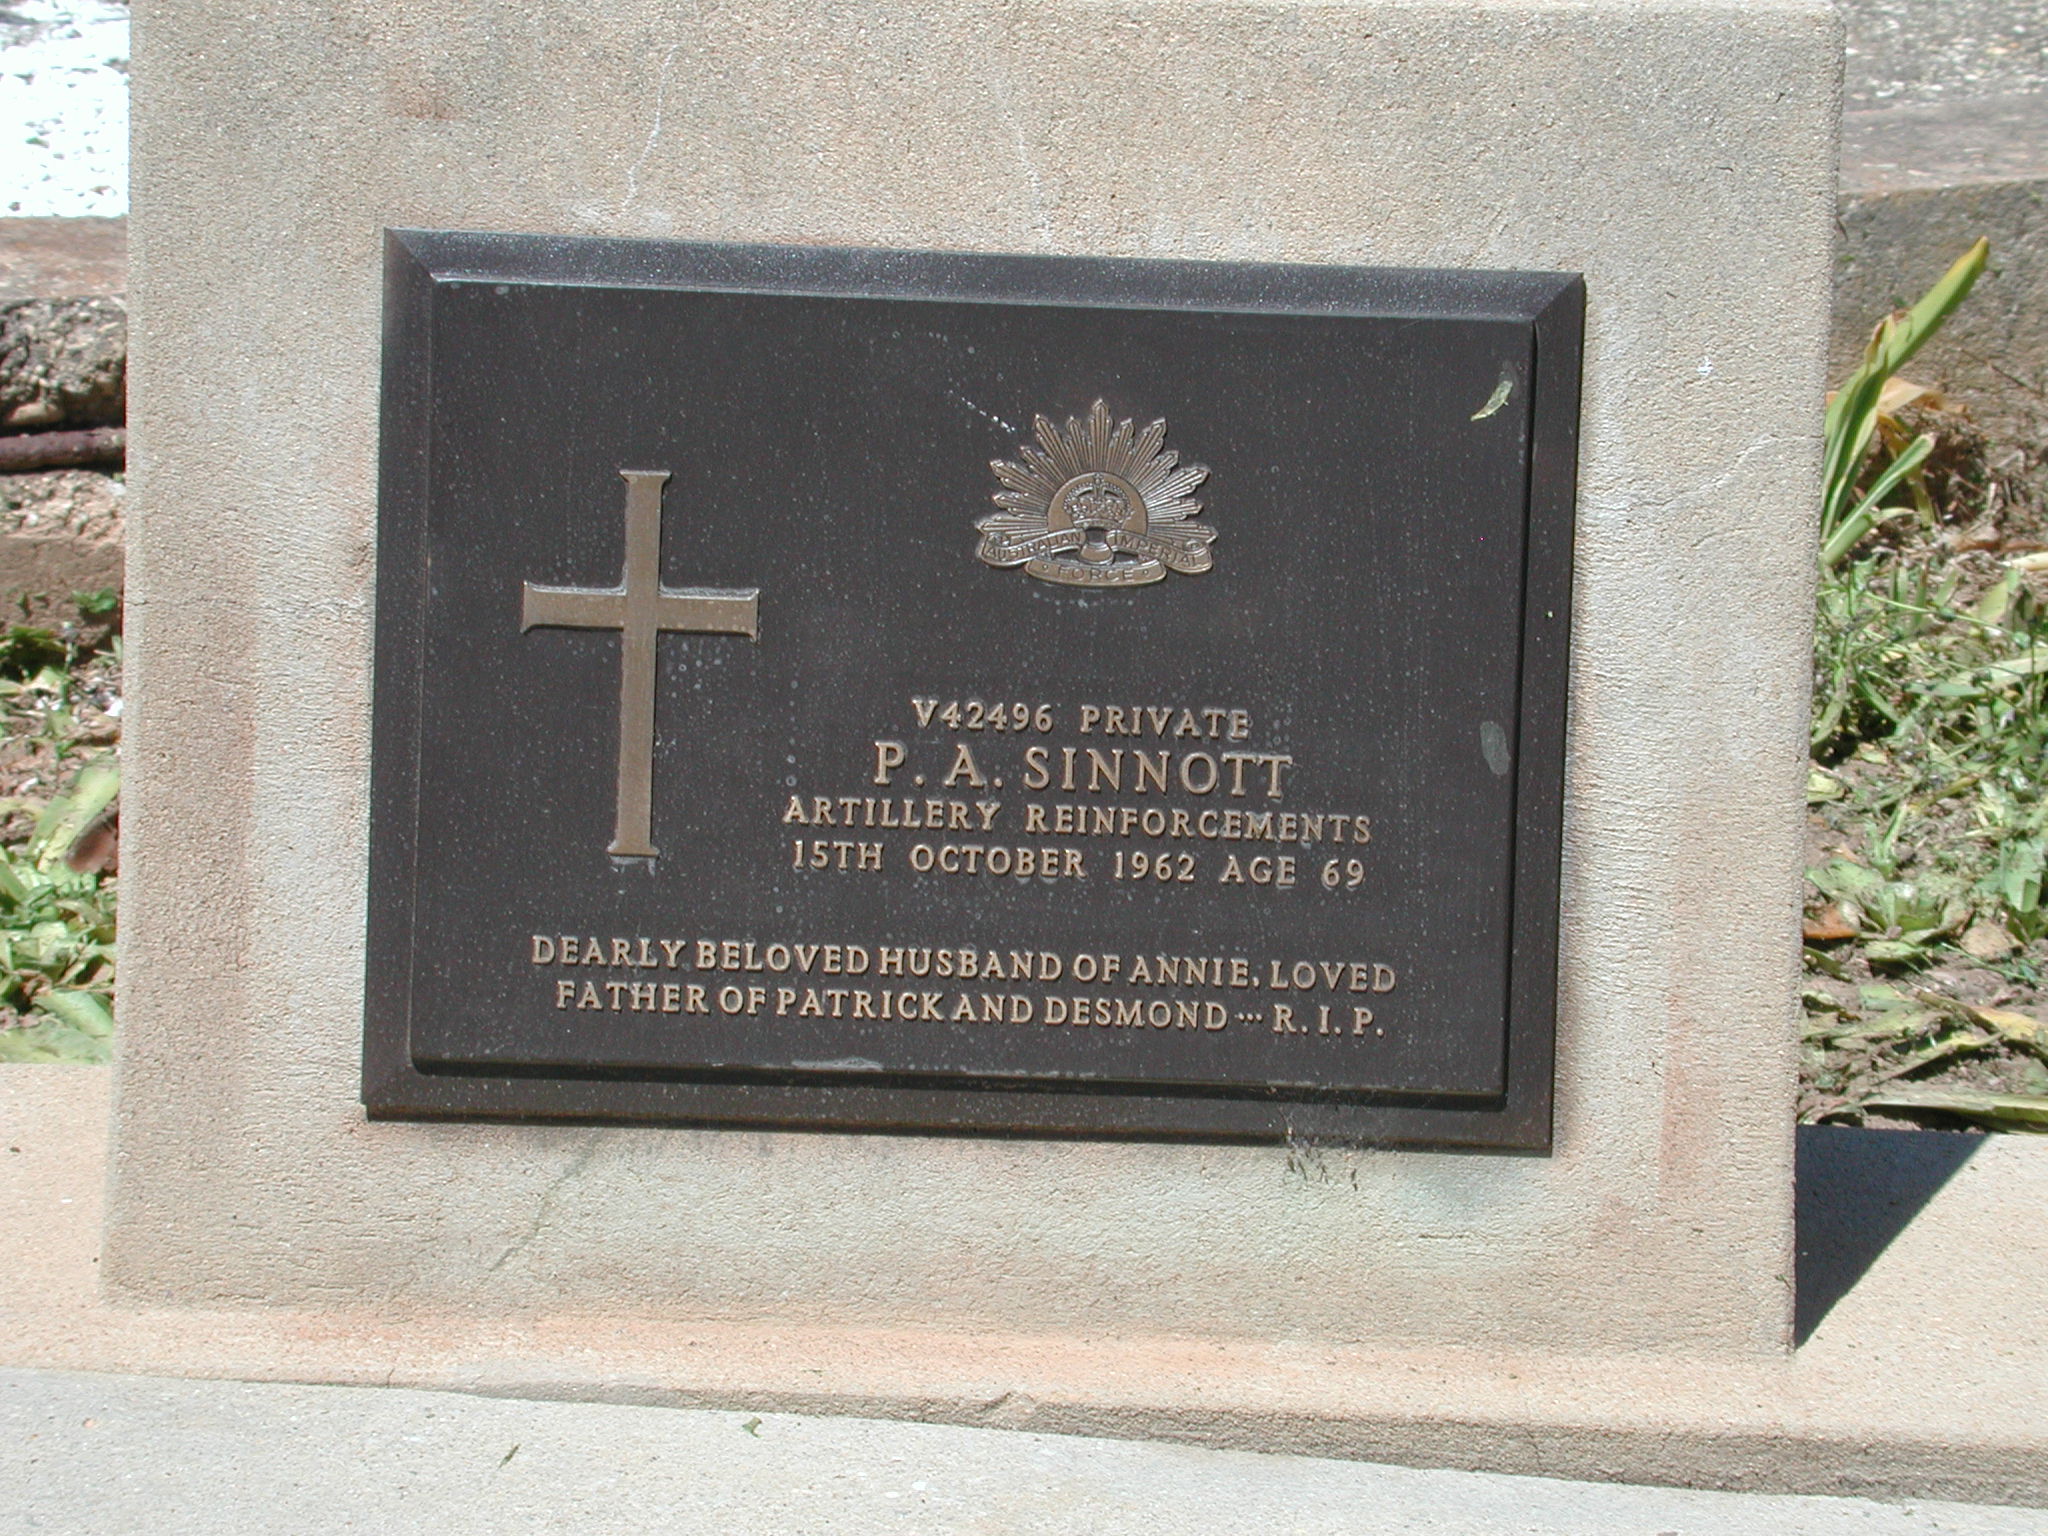 AUSTRALIAN IMPERIAL
FORCE
V42496 PRIVATE
P. A. SINNOTT
ARTILLERY REINFORCEMENTS
15TH OCTOBER 1962 AGE 69
DEARLY BELOVED HUSBAND OF ANNIE, LOVED
FATHER OF PATRICK AND DESMOND ··· R. I. P.